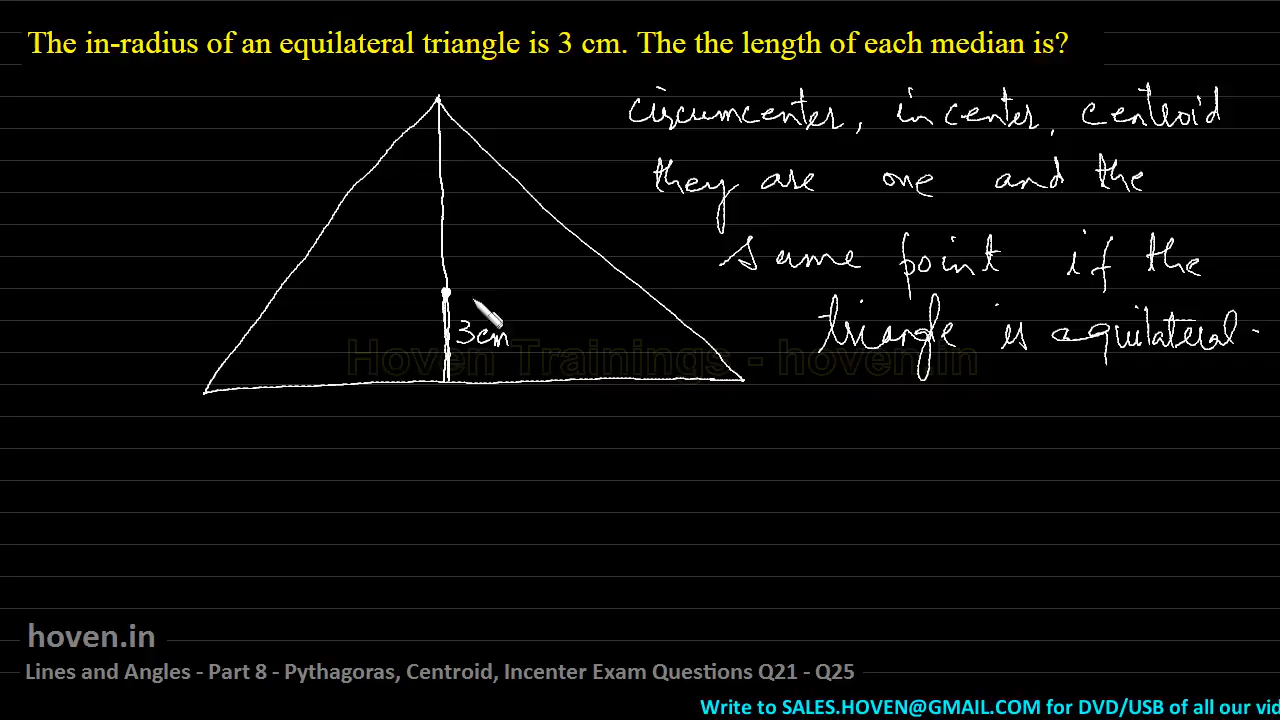 The in-radius of an equilateral triangle is 3 cm. The the length of each median is?
circumcenter, incenter, centroid
they are one and the
same point if the
triangle is equilateral.
3cm
Hoven Trainings - hoven.in
hoven.in
Lines and Angles - Part 8 - Pythagoras, Centroid, Incenter Exam Questions Q21 - Q25
Write to SALES.HOVEN@GMAIL.COM for DVD/USB of all our vid